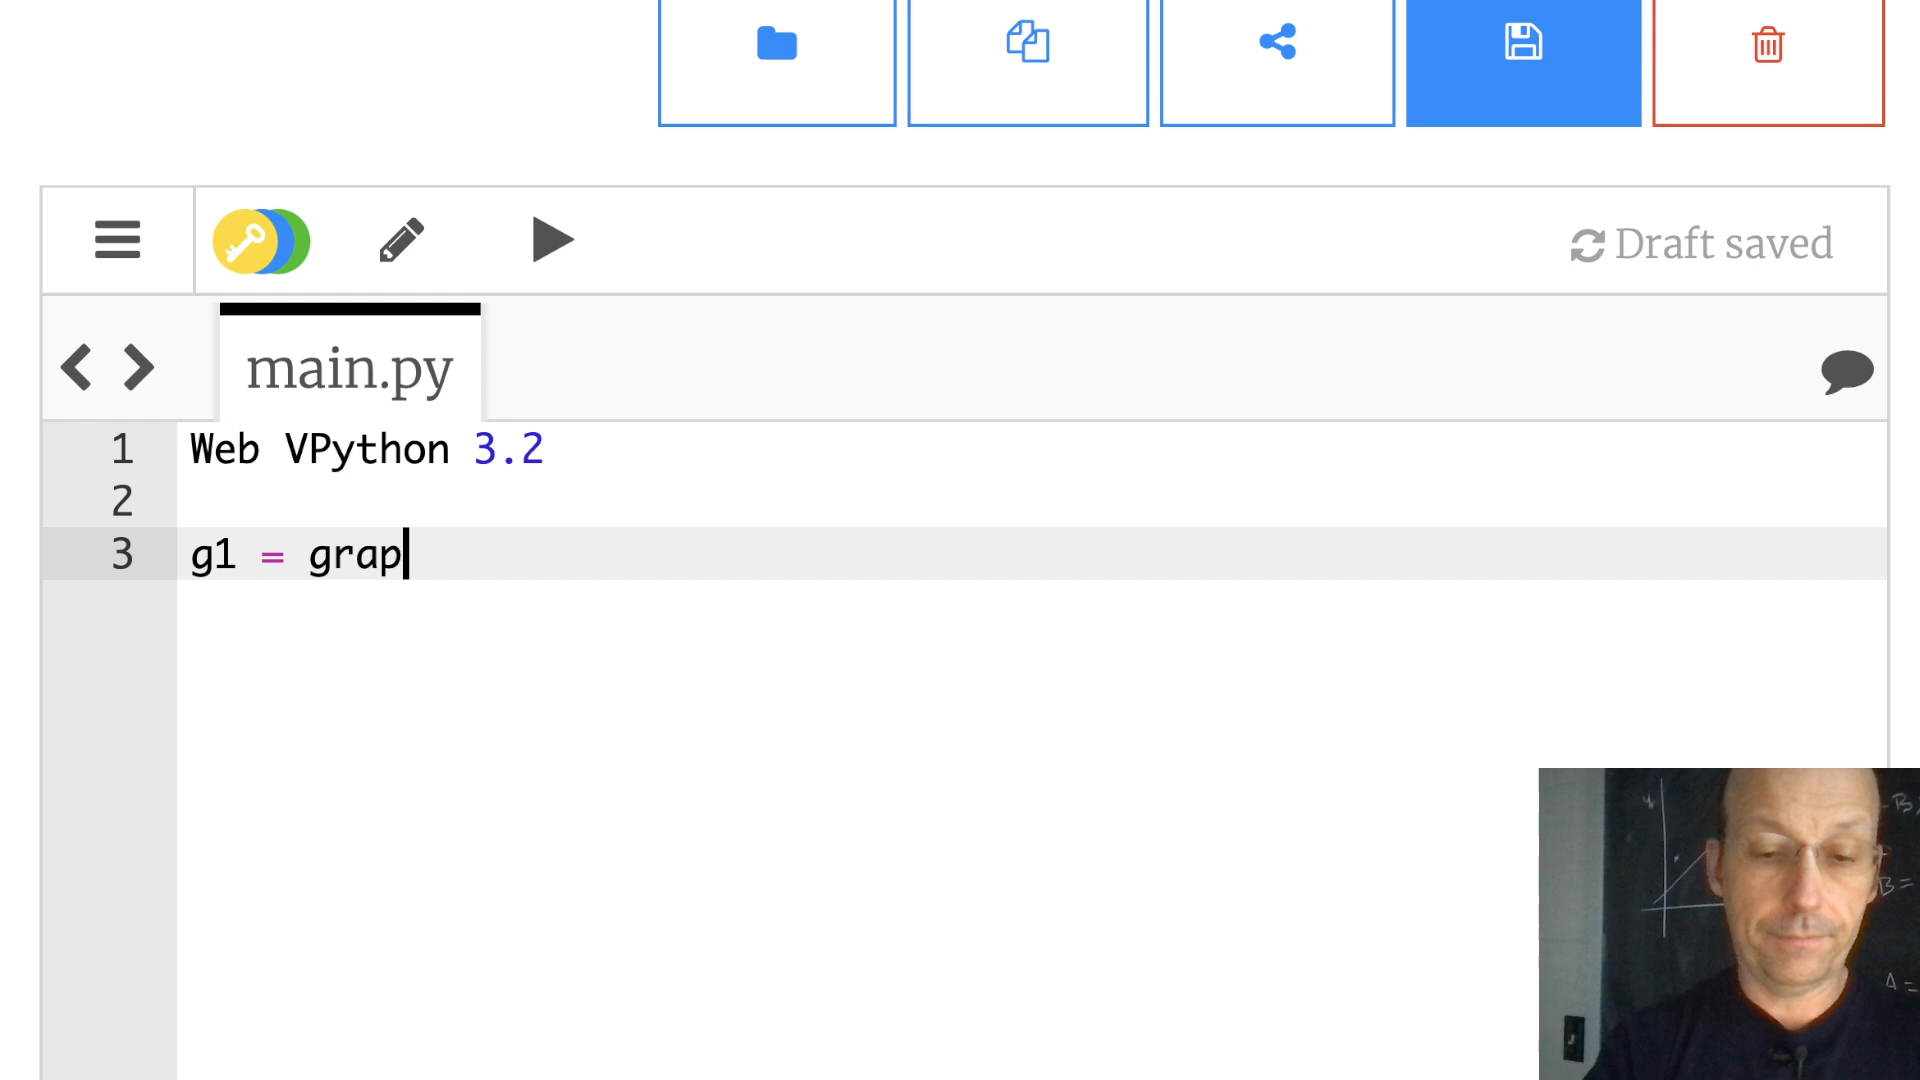 Draft saved
main.py
1 Web VPython 3.2
2
3 g1 = grap
y
B
B =
A =